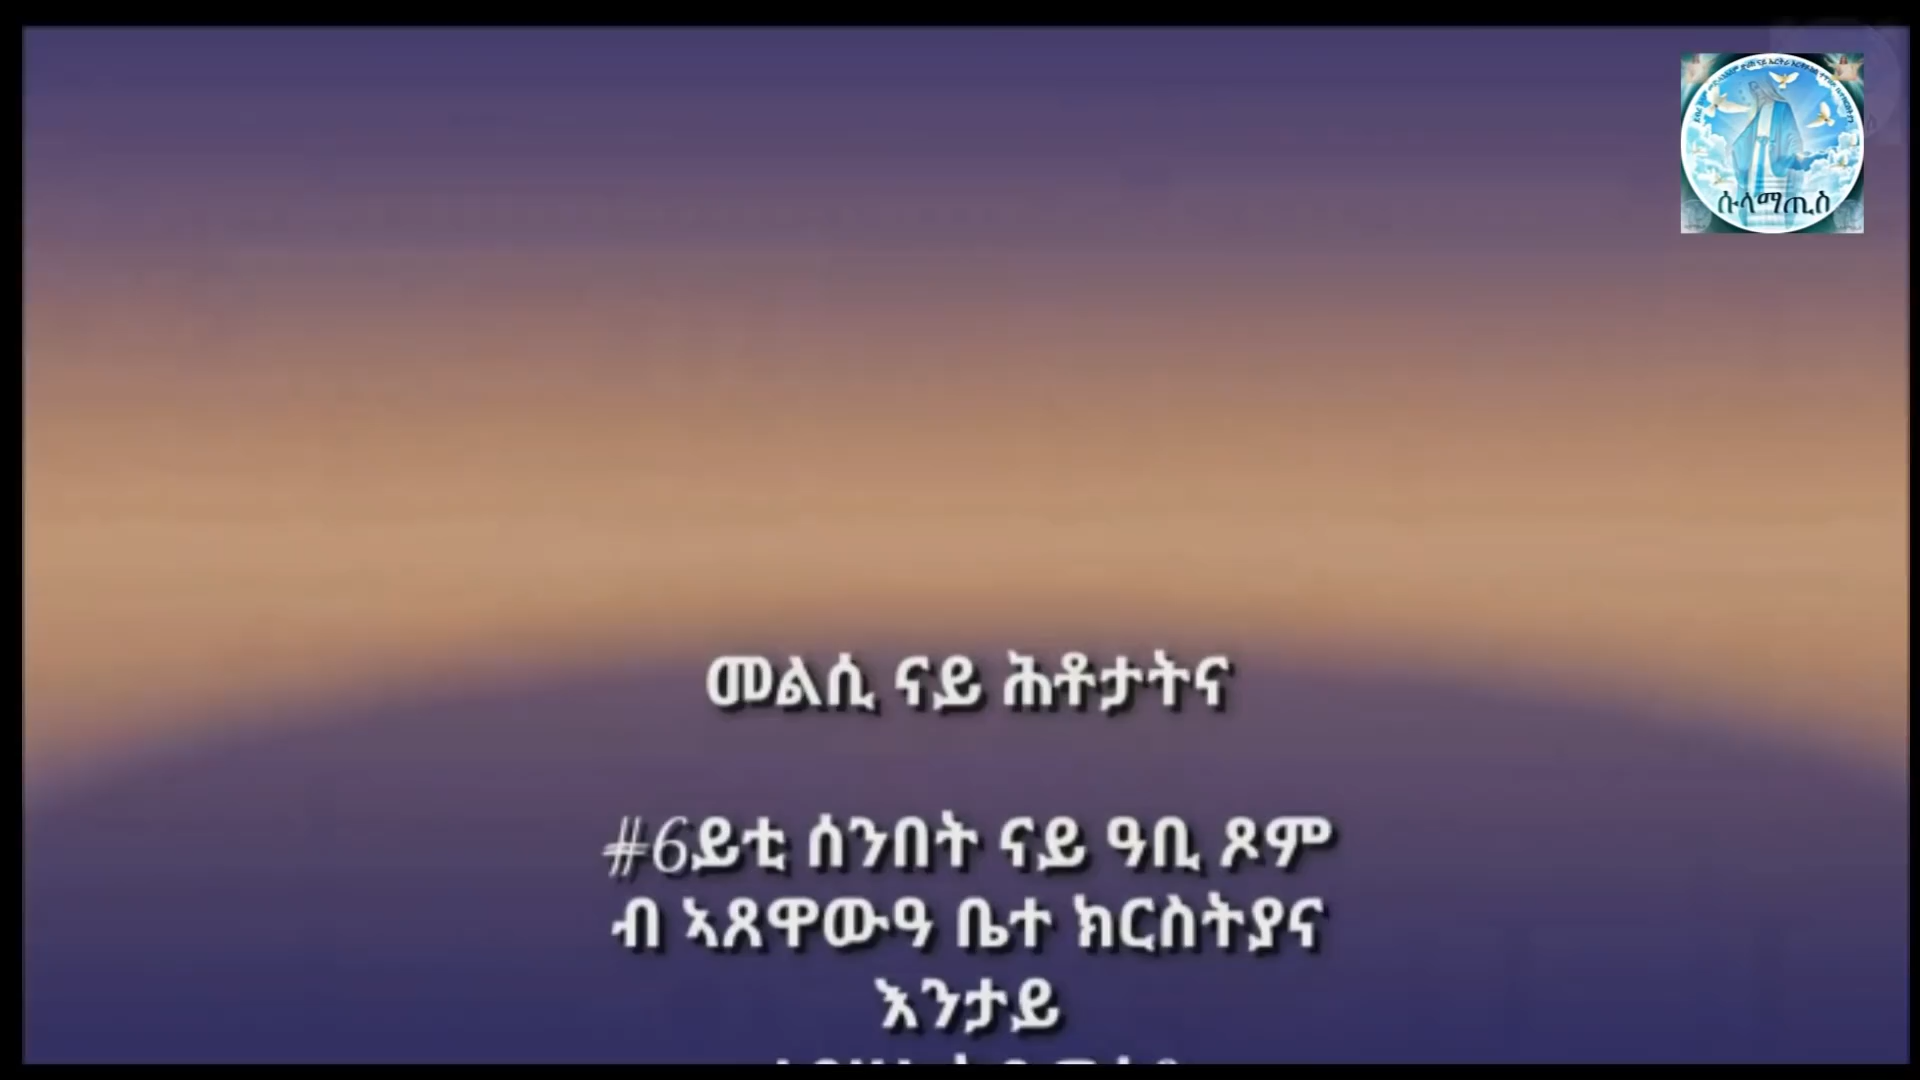 ሱላማጢስ
መልሲ ናይ ሕቶታትና
#6ይቲ ሰንበት ናይ ዓቢ ጾም
ብ ኣጸዋውዓ ቤተ ክርስትያና
እንታይ